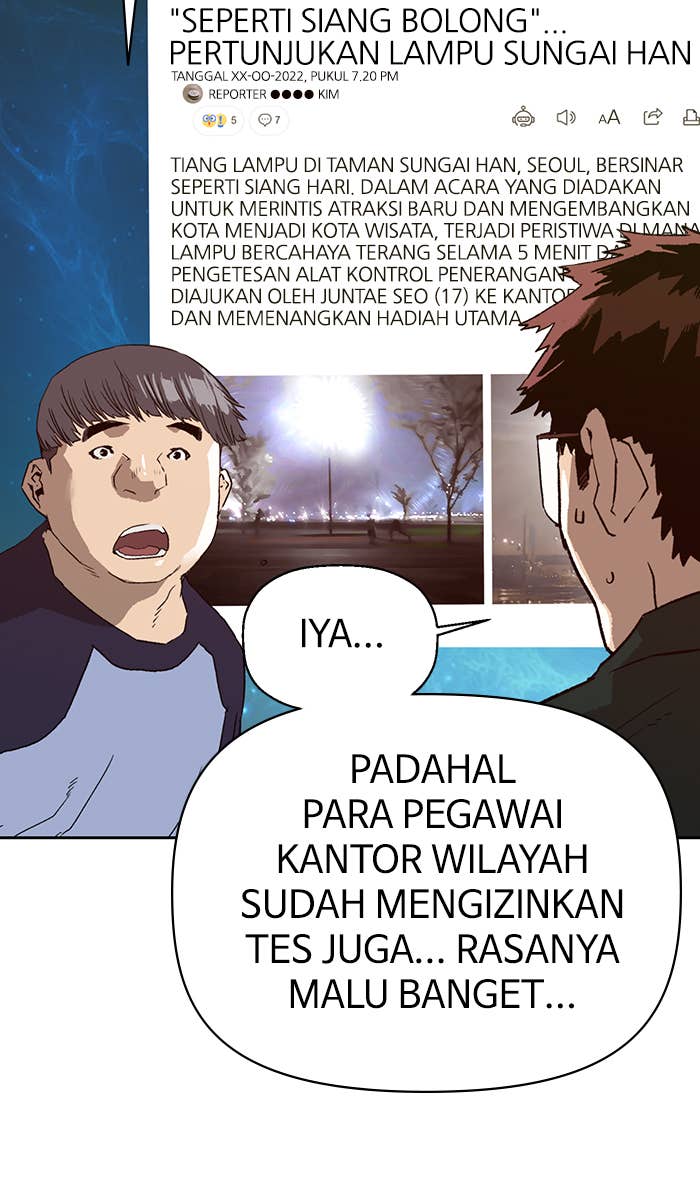 "SEPERTI SIANG BOLONG"...
PERTUNJUKAN LAMPU SUNGAI HAN
TANGGAL XX-OO-2022, PUKUL 7.20 PM
REPORTER ●●●● KIM
5
7
AA
TIANG LAMPU DI TAMAN SUNGAI HAN, SEOUL, BERSINAR
SEPERTI SIANG HARI. DALAM ACARA YANG DIADAKAN
UNTUK MERINTIS ATRAKSI BARU DAN MENGEMBANGKAN
KOTA MENJADI KOTA WISATA, TERJADI PERISTIWA DI MANA
LAMPU BERCAHAYA TERANG SELAMA 5 MENIT
PENGETESAN ALAT KONTROL PENERANGAN
DIAJUKAN OLEH JUNTAE SEO (17) KE
DAN MEMENANGKAN HADIAH UTAMA
IYA...
PADAHAL
PARA PEGAWAI
KANTOR WILAYAH
SUDAH MENGIZINKAN
TES JUGA... RASANYA
MALU BANGET...